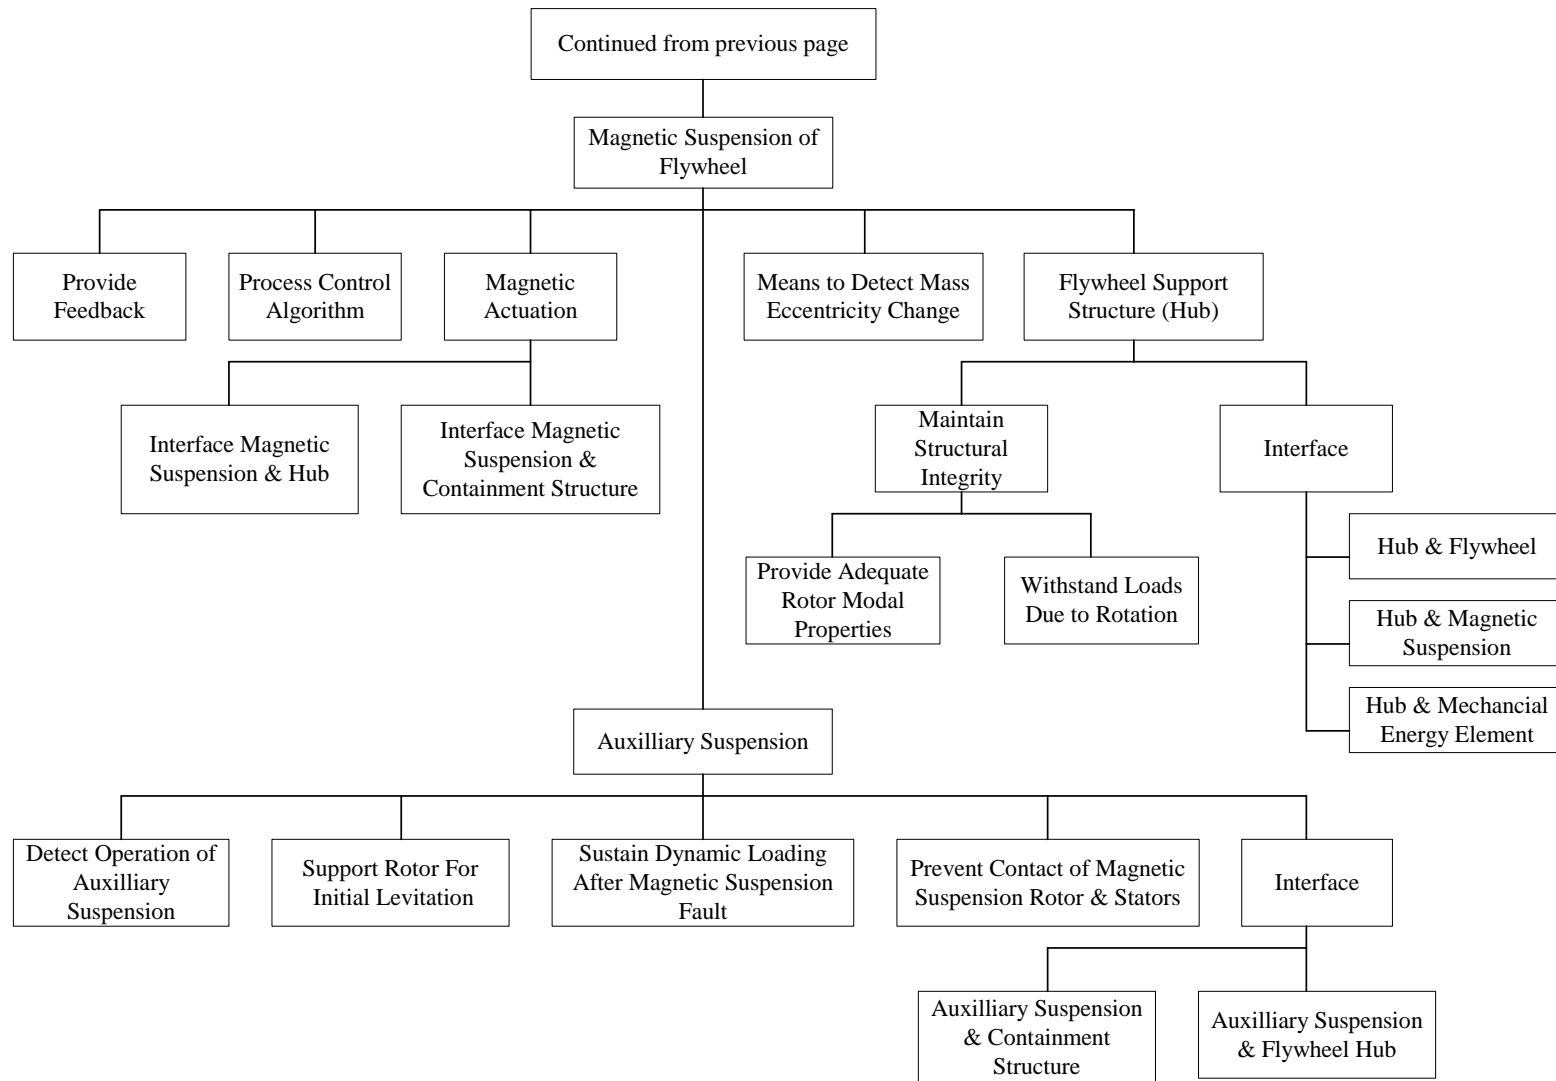 Continued from previous page
Magnetic Suspension of
Flywheel
Provide
Feedback
Process Control
Algorithm
Magnetic
Actuation
Means to Detect Mass
Eccentricity Change
Flywheel Support
Structure (Hub)
Interface Magnetic
Suspension & Hub
Interface Magnetic
Suspension &
Containment Structure
Maintain
Structural
Integrity
Interface
Provide Adequate
Rotor Modal
Properties
Withstand Loads
Due to Rotation
Hub & Flywheel
Hub & Magnetic
Suspension
Hub & Mechancial
Energy Element
Auxilliary Suspension
Detect Operation of
Auxilliary
Suspension
Support Rotor For
Initial Levitation
Sustain Dynamic Loading
After Magnetic Suspension
Fault
Prevent Contact of Magnetic
Suspension Rotor & Stators
Interface
Auxilliary Suspension
& Containment
Structure
Auxilliary Suspension
& Flywheel Hub